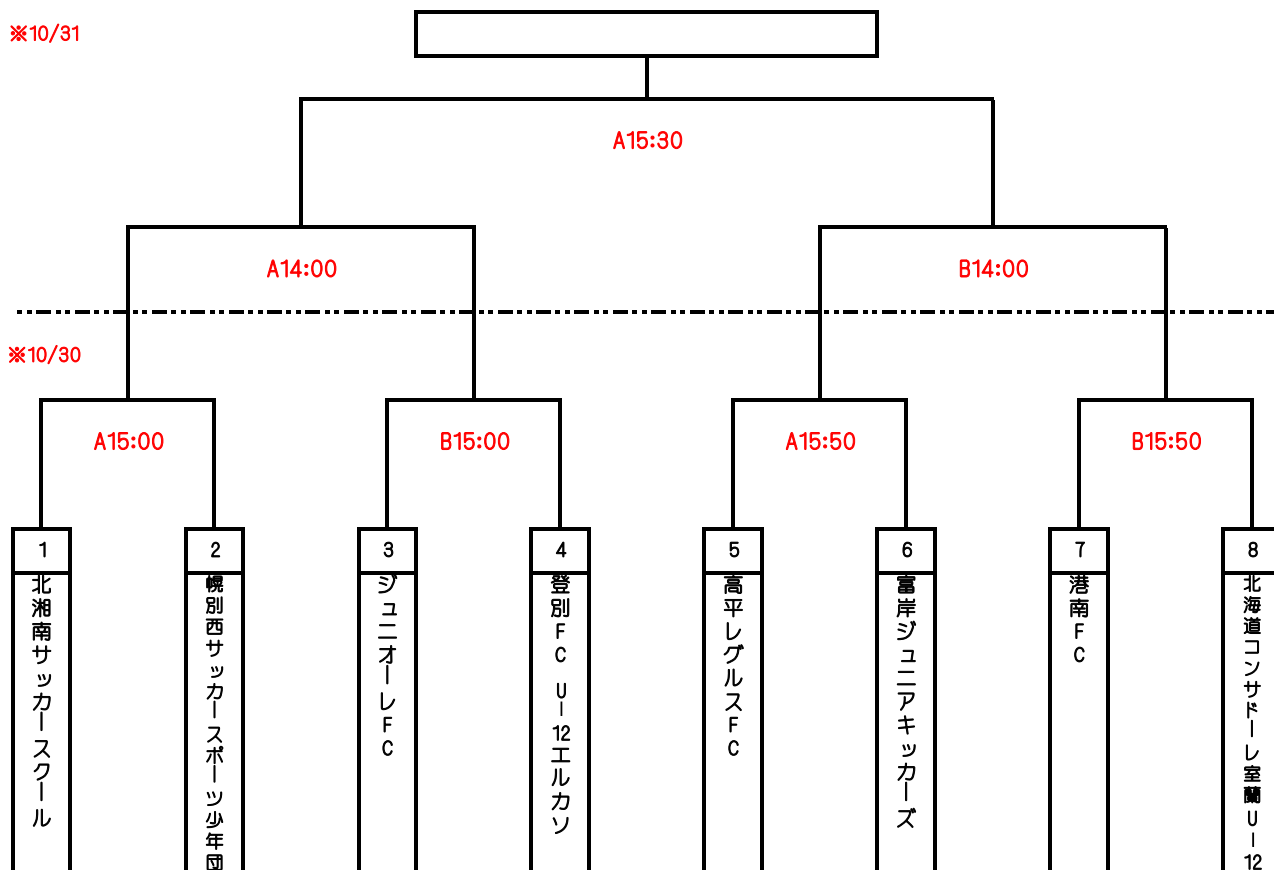 ※10/31
A15:30
A14:00
B14:00
※10/30
A15:00
B15:00
A15:50
B15:50
1
2
3
4
5
6
7
8
北湘南サッカースクール
幌別西サッカースポーツ少年団
ジュニオーレFC
登別FC U-12エルカソ
高平レグルスFC
富岸ジュニアキッカーズ
港南FC
北海道コンサドーレ室蘭U-12